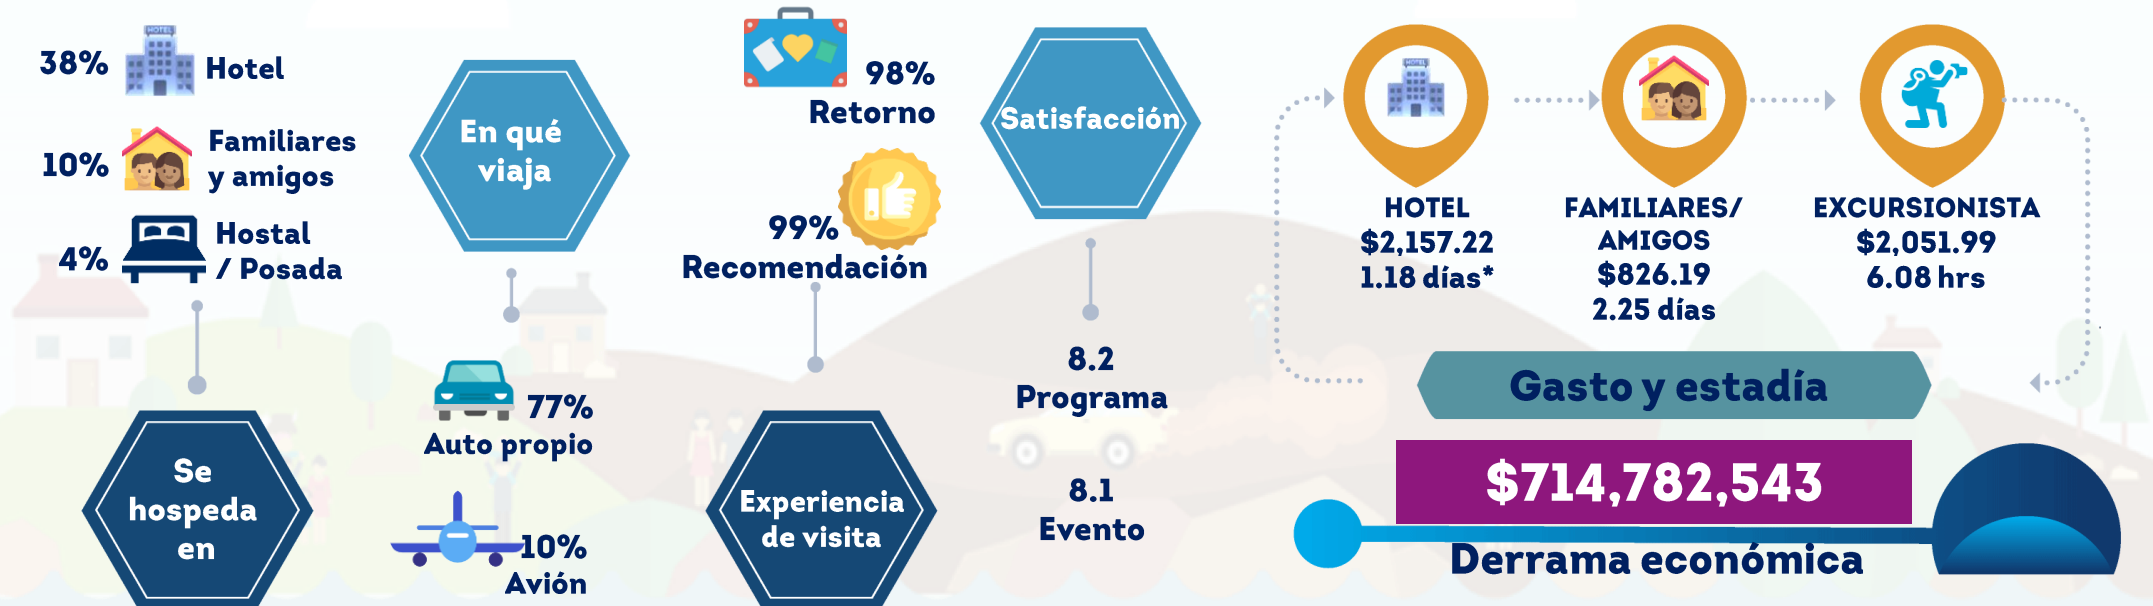 38%
HOTEL
Hotel
10%
Familiares
y amigos
4%
Hostal
/ Posada
Se
hospeda
en
En qué
viaja
77%
Auto propio
10%
Avión
98%
Retorno
99%
Recomendación
Experiencia
de visita
Satisfacción
8.2
Programa
8.1
Evento
HOTEL
HOTEL
$2,157.22
1.18 días*
FAMILIARES/
AMIGOS
$826.19
2.25 días
EXCURSIONISTA
$2,051.99
6.08 hrs
Gasto y estadía
$714,782,543
Derrama económica